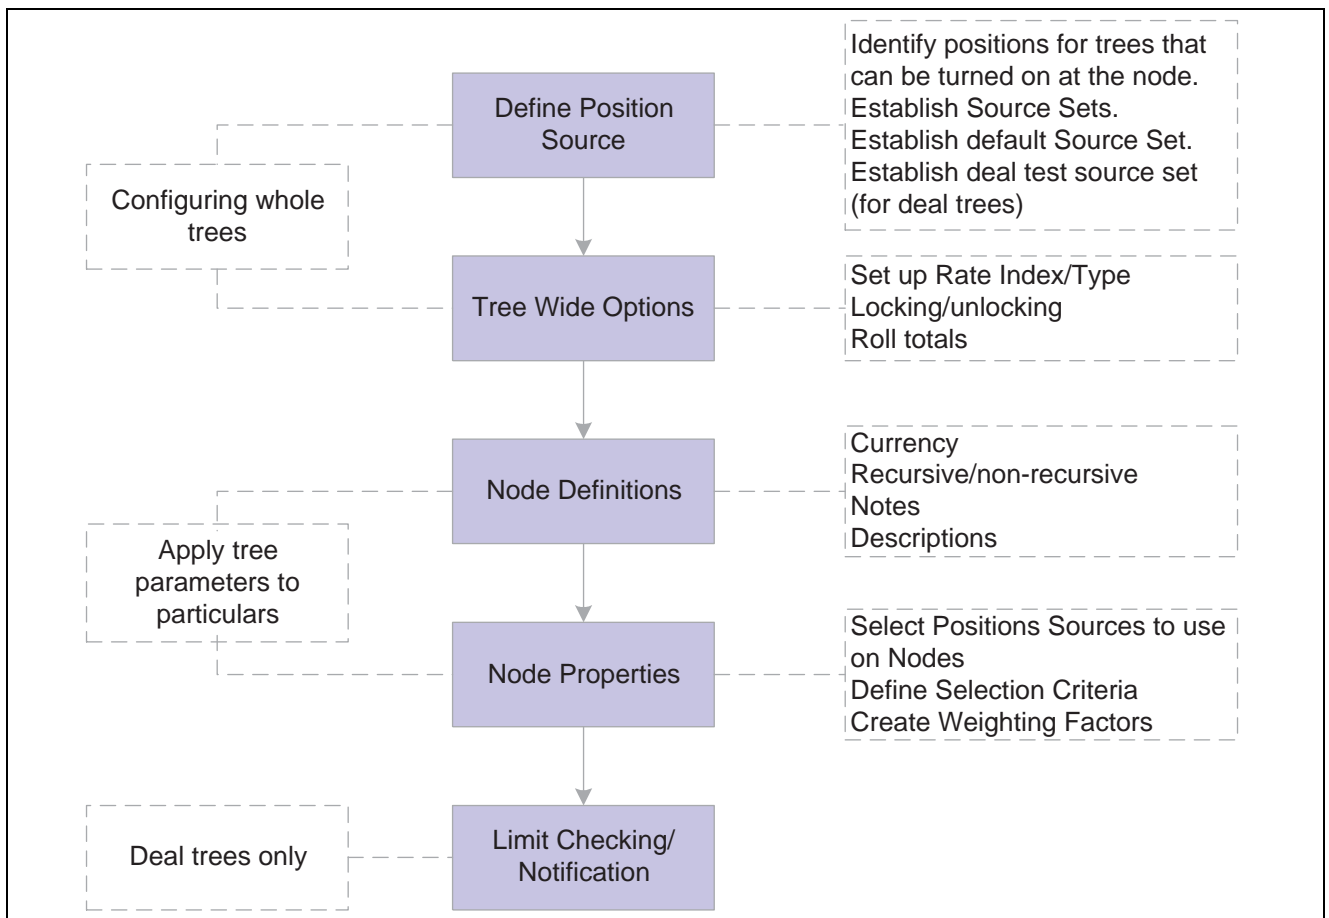 Define Position
Source
Identify positions for trees that
can be turned on at the node.
Establish Source Sets.
Establish default Source Set.
Establish deal test source set
(for deal trees)
Configuring whole
trees
Tree Wide Options
Set up Rate Index/Type
Locking/unlocking
Roll totals
Node Definitions
Currency
Recursive/non-recursive
Notes
Descriptions
Apply tree
parameters to
particulars
Node Properties
Select Positions Sources to use
on Nodes
Define Selection Criteria
Create Weighting Factors
Deal trees only
Limit Checking/
Notification